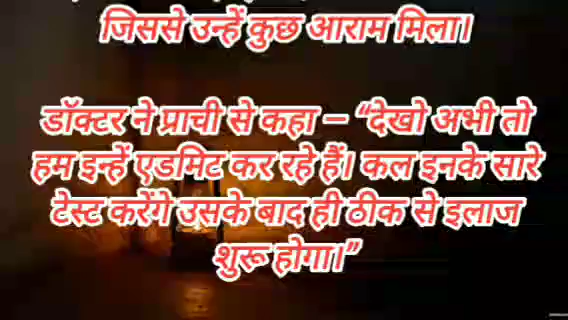 जिससे उन्हें कुछ आराम मिला।
डॉक्टर ने प्राची से कहा – “देखो अभी तो
हम इन्हें एडमिट कर रहे हैं। कल इनके सारे
टेस्ट करेंगे उसके बाद ही ठीक से इलाज
शुरू होगा।”